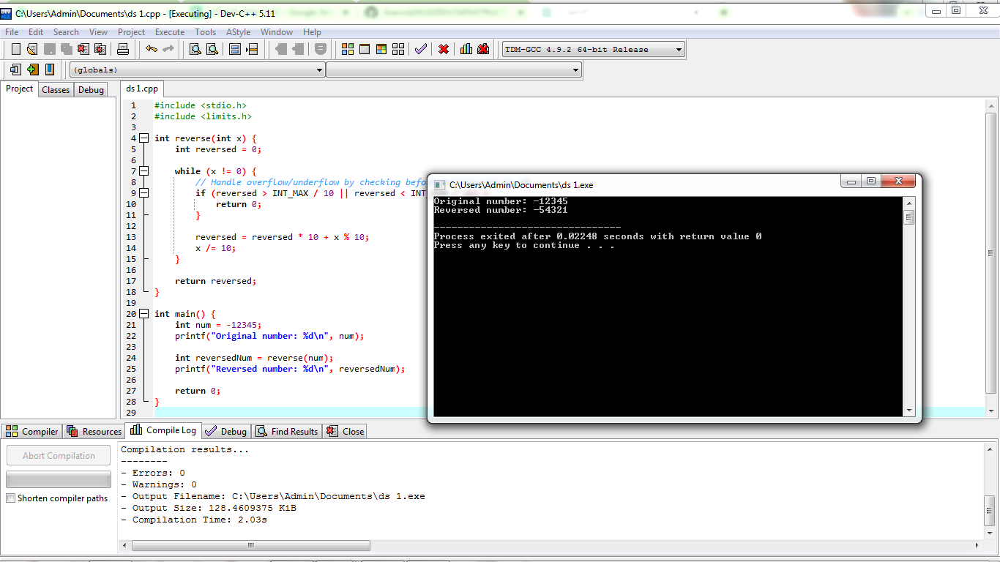 C:\Users\Admin\Documents\ds 1.cpp - [Executing] - Dev-C++ 5.11
File Edit Search View Project Execute Tools AStyle Window Help
TDM-GCC 4.9.2 64-bit Release
(globals)
Project Classes Debug
ds 1.cpp
1 #include <stdio.h>
2 #include <limits.h>
3
4 int reverse(int x) {
5 int reversed = 0;
6
7 while (x != 0) {
8 // Handle overflow/underflow by checking befo
9 if (reversed > INT_MAX / 10 || reversed < INT_
10 return 0;
11 }
12
13 reversed = reversed * 10 + x % 10;
14 x /= 10;
15 }
16
17 return reversed;
18 }
19
20 int main() {
21 int num = -12345;
22 printf("Original number: %d\n", num);
23
24 int reversedNum = reverse(num);
25 printf("Reversed number: %d\n", reversedNum);
26
27 return 0;
28 }
29
C:\Users\Admin\Documents\ds 1.exe
Original number: -12345
Reversed number: -54321
--------------------------------
Process exited after 0.02248 seconds with return value 0
Press any key to continue . . .
Compiler Resources Compile Log Debug Find Results Close
Abort Compilation
Shorten compiler paths
Compilation results...
--------
- Errors: 0
- Warnings: 0
- Output Filename: C:\Users\Admin\Documents\ds 1.exe
- Output Size: 128.4609375 KiB
- Compilation Time: 2.03s